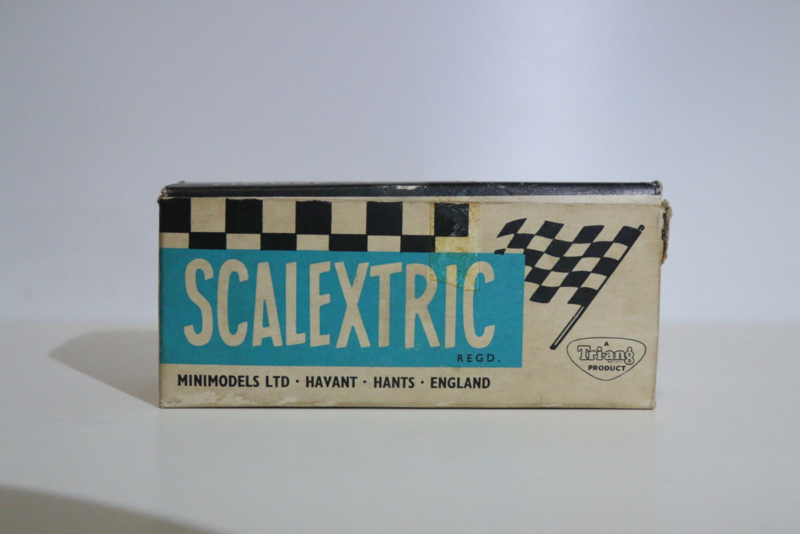 SCALEXTRIC
REGD.
MINIMODELS LTD · HAVANT · HANTS · ENGLAND
A
Tri-ang
PRODUCT